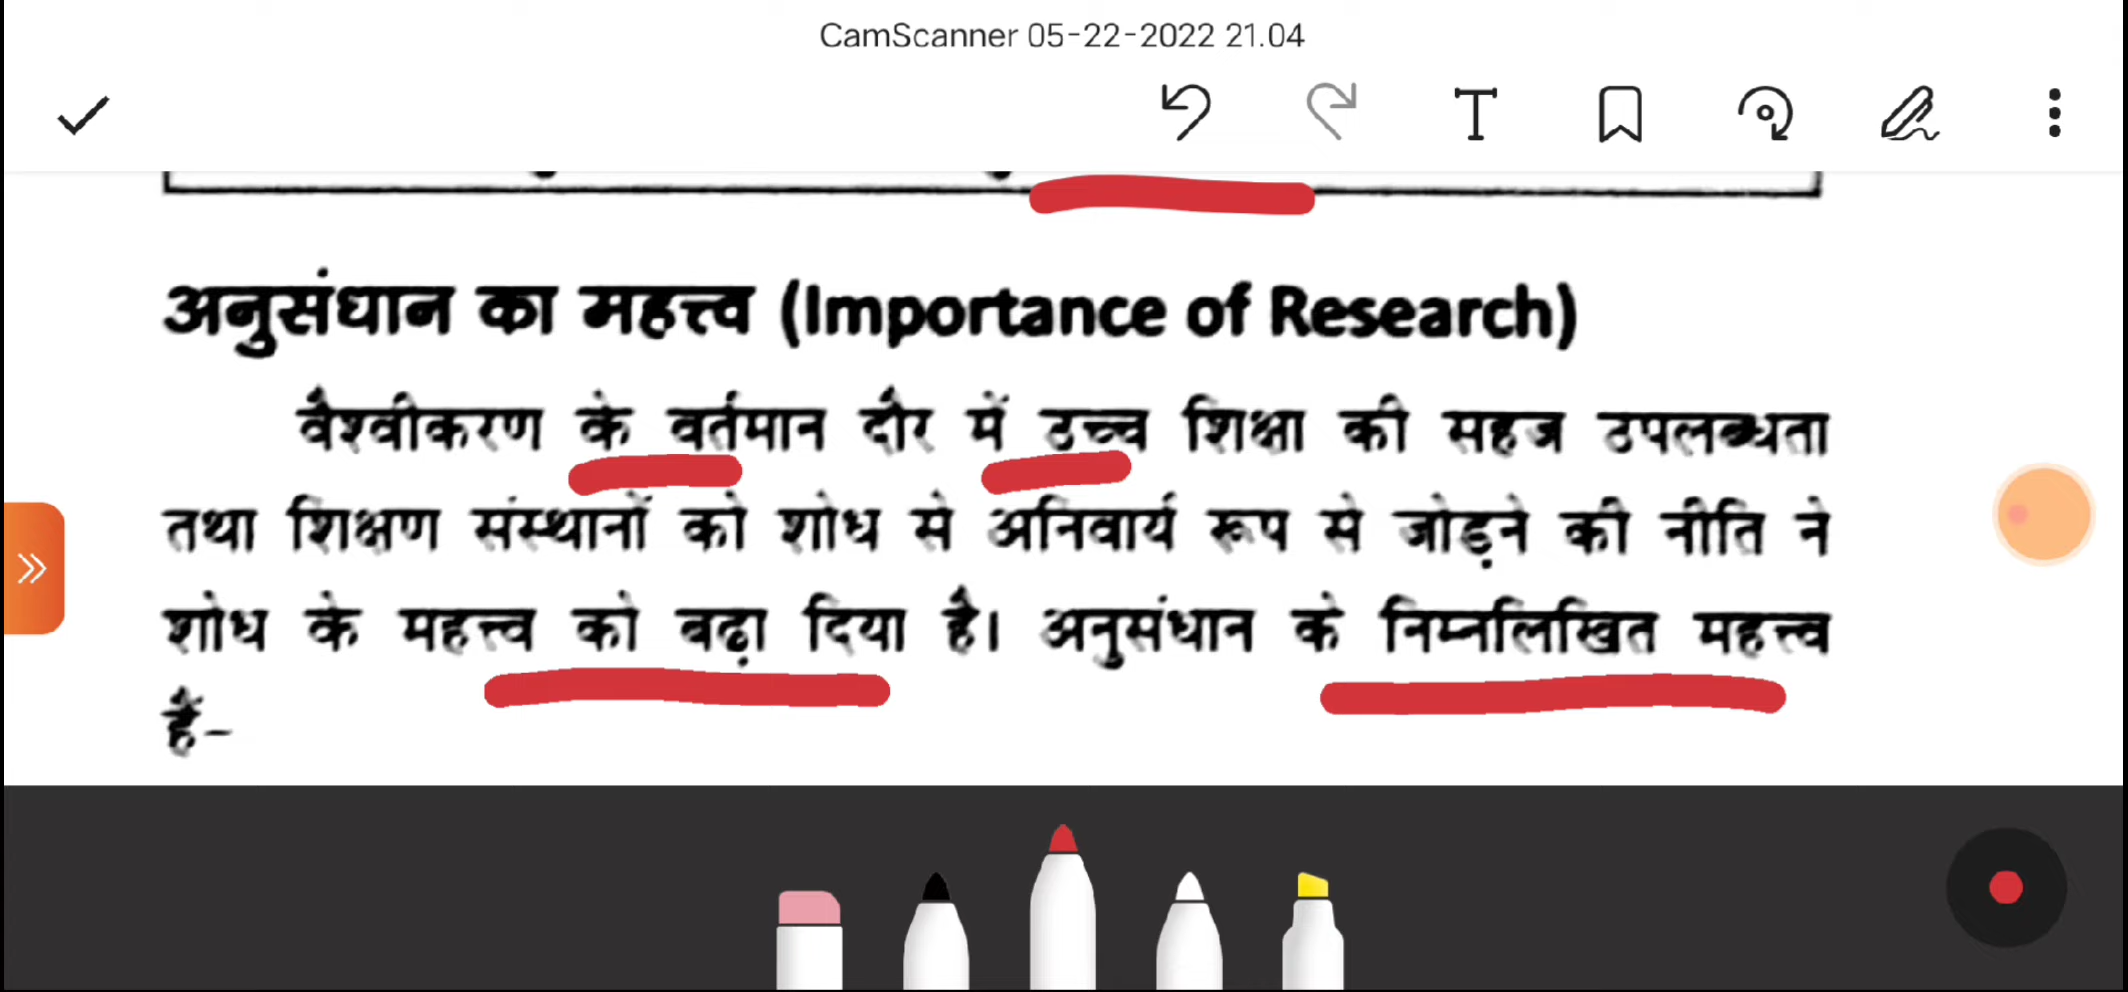 CamScanner 05-22-2022 21.04
अनुसंधान का महत्त्व (Importance of Research)
वैश्वीकरण के वर्तमान दौर में उच्च शिक्षा की सहज उपलब्धता
तथा शिक्षण संस्थानों को शोध से अनिवार्य रूप से जोड़ने की नीति ने
शोध के महत्त्व को बढ़ा दिया है। अनुसंधान के निम्नलिखित महत्त्व
हैं-